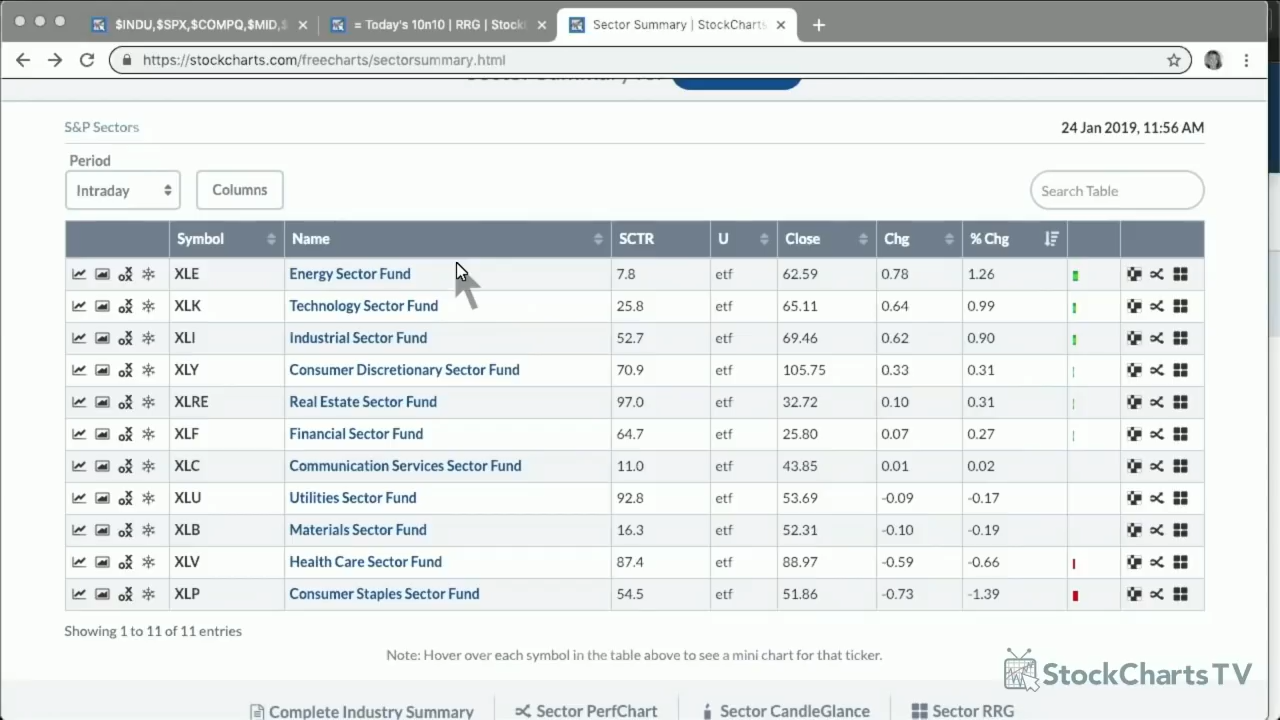 $INDU,$SPX,$COMPQ,$MID,$ = Today's 10n10 | RRG | Stock Sector Summary | StockCharts
https://stockcharts.com/freecharts/sectorsummary.html
S&P Sectors 24 Jan 2019, 11:56 AM
Period
Intraday Columns Search Table
Symbol Name SCTR U Close Chg % Chg
XLE Energy Sector Fund 7.8 etf 62.59 0.78 1.26
XLK Technology Sector Fund 25.8 etf 65.11 0.64 0.99
XLI Industrial Sector Fund 52.7 etf 69.46 0.62 0.90
XLY Consumer Discretionary Sector Fund 70.9 etf 105.75 0.33 0.31
XLRE Real Estate Sector Fund 97.0 etf 32.72 0.10 0.31
XLF Financial Sector Fund 64.7 etf 25.80 0.07 0.27
XLC Communication Services Sector Fund 11.0 etf 43.85 0.01 0.02
XLU Utilities Sector Fund 92.8 etf 53.69 -0.09 -0.17
XLB Materials Sector Fund 16.3 etf 52.31 -0.10 -0.19
XLV Health Care Sector Fund 87.4 etf 88.97 -0.59 -0.66
XLP Consumer Staples Sector Fund 54.5 etf 51.86 -0.73 -1.39
Showing 1 to 11 of 11 entries
Note: Hover over each symbol in the table above to see a mini chart for that ticker.
StockChartsTV
Complete Industry Summary Sector PerfChart Sector CandleGlance Sector RRG